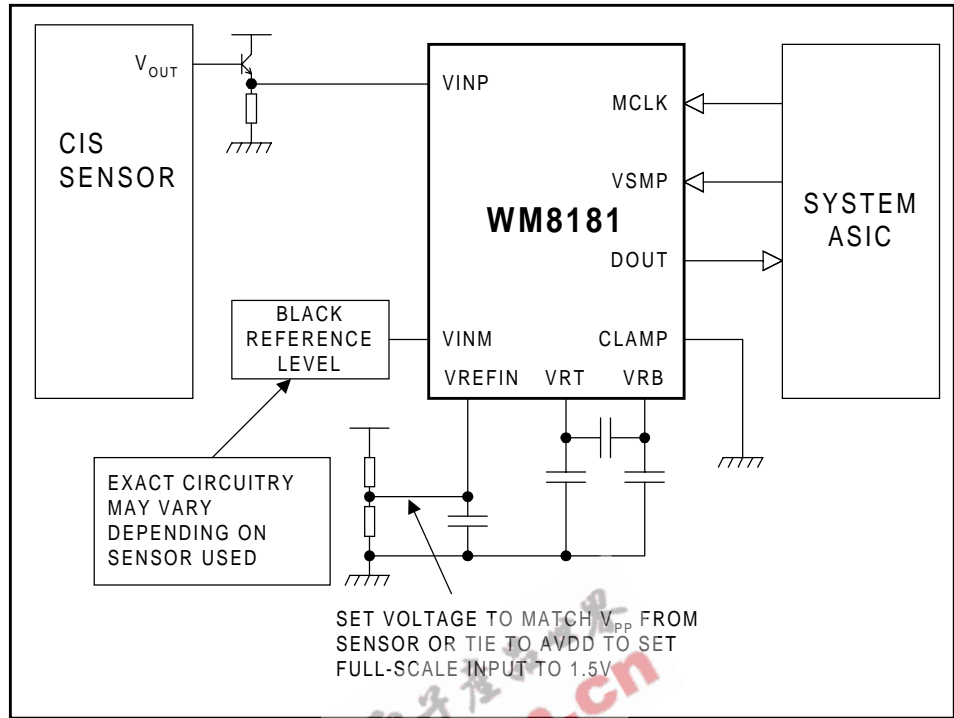 V_OUT
CIS
SENSOR
VINP
MCLK
VSMP
WM8181
DOUT
SYSTEM
ASIC
BLACK
REFERENCE
LEVEL
VINM
CLAMP
VREFIN VRT VRB
EXACT CIRCUITRY
MAY VARY
DEPENDING ON
SENSOR USED
SET VOLTAGE TO MATCH V_PP FROM
SENSOR OR TIE TO AVDD TO SET
FULL-SCALE INPUT TO 1.5V